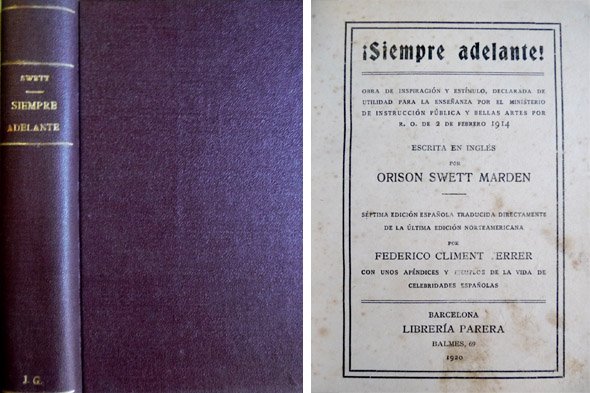 SWETT
SIEMPRE
ADELANTE
J. G.
¡Siempre adelante!
OBRA DE INSPIRACIÓN Y ESTÍMULO, DECLARADA DE
UTILIDAD PARA LA ENSEÑANZA POR EL MINISTERIO
DE INSTRUCCIÓN PÚBLICA Y BELLAS ARTES POR
R. O. DE 2 DE FEBRERO 1914
ESCRITA EN INGLÉS
POR
ORISON SWETT MARDEN
SÉPTIMA EDICIÓN ESPAÑOLA TRADUCIDA DIRECTAMENTE
DE LA ÚLTIMA EDICIÓN NORTEAMERICANA
POR
FEDERICO CLIMENT
CON UNOS APÉNDICES Y EJEMPLOS DE LA VIDA DE
CELEBRIDADES ESPAÑOLAS
BARCELONA
LIBRERÍA PARERA
BALMES, 69
1920